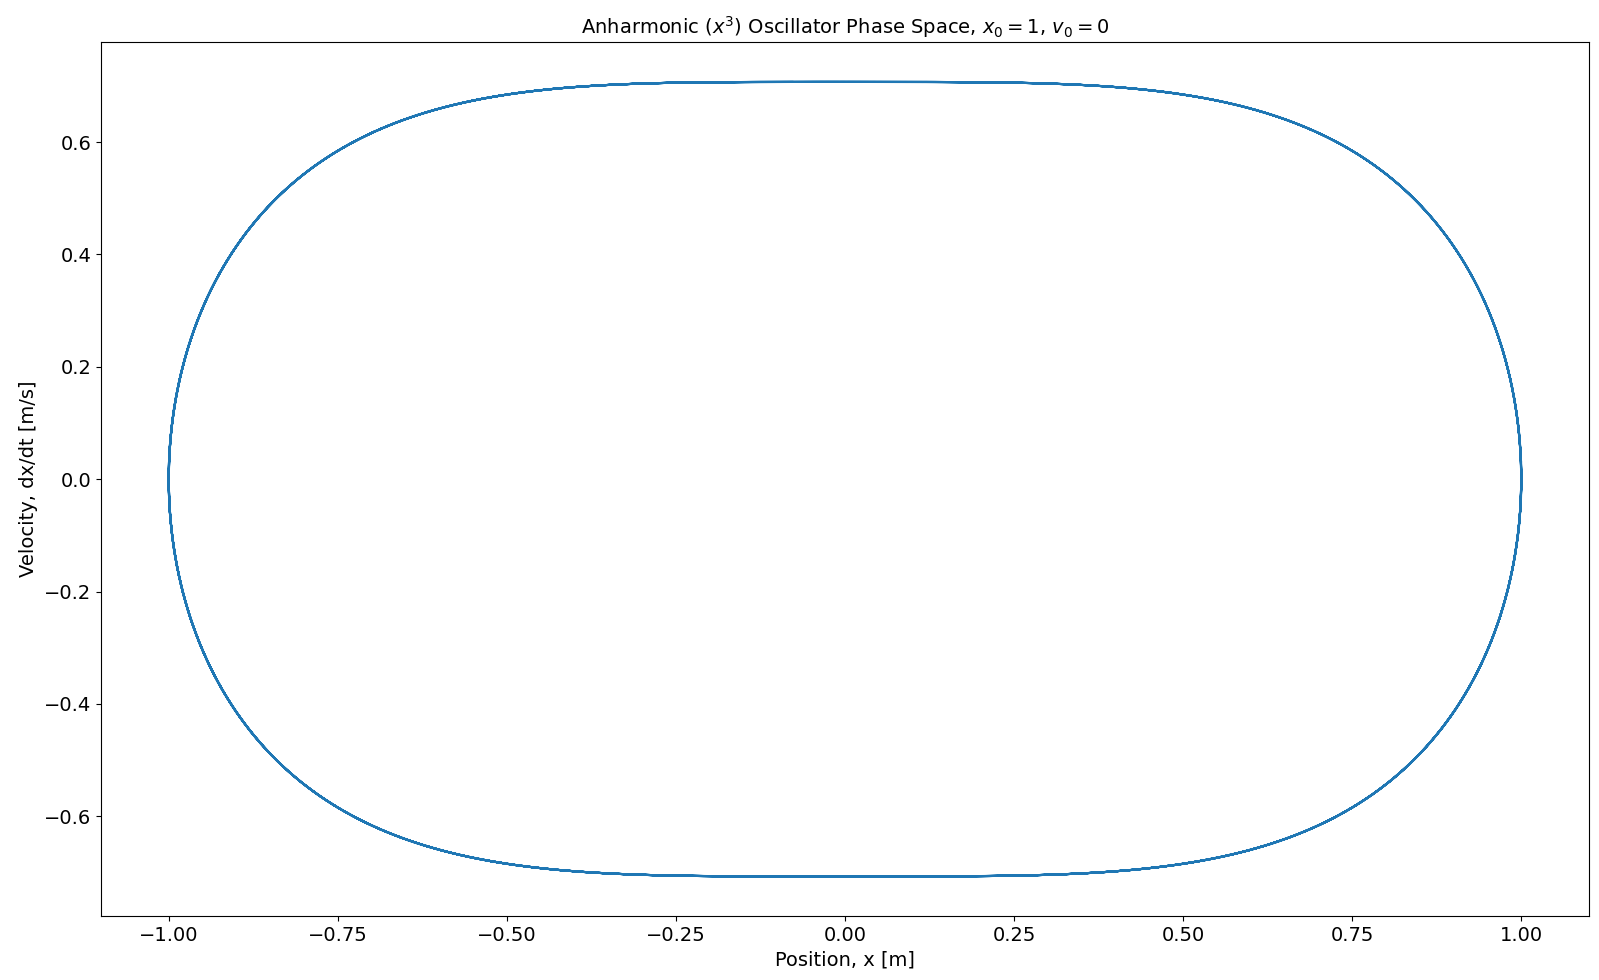 Anharmonic (x³) Oscillator Phase Space, x₀ = 1, v₀ = 0
Velocity, dx/dt [m/s]
0.6
0.4
0.2
0.0
−0.2
−0.4
−0.6
−1.00 −0.75 −0.50 −0.25 0.00 0.25 0.50 0.75 1.00
Position, x [m]